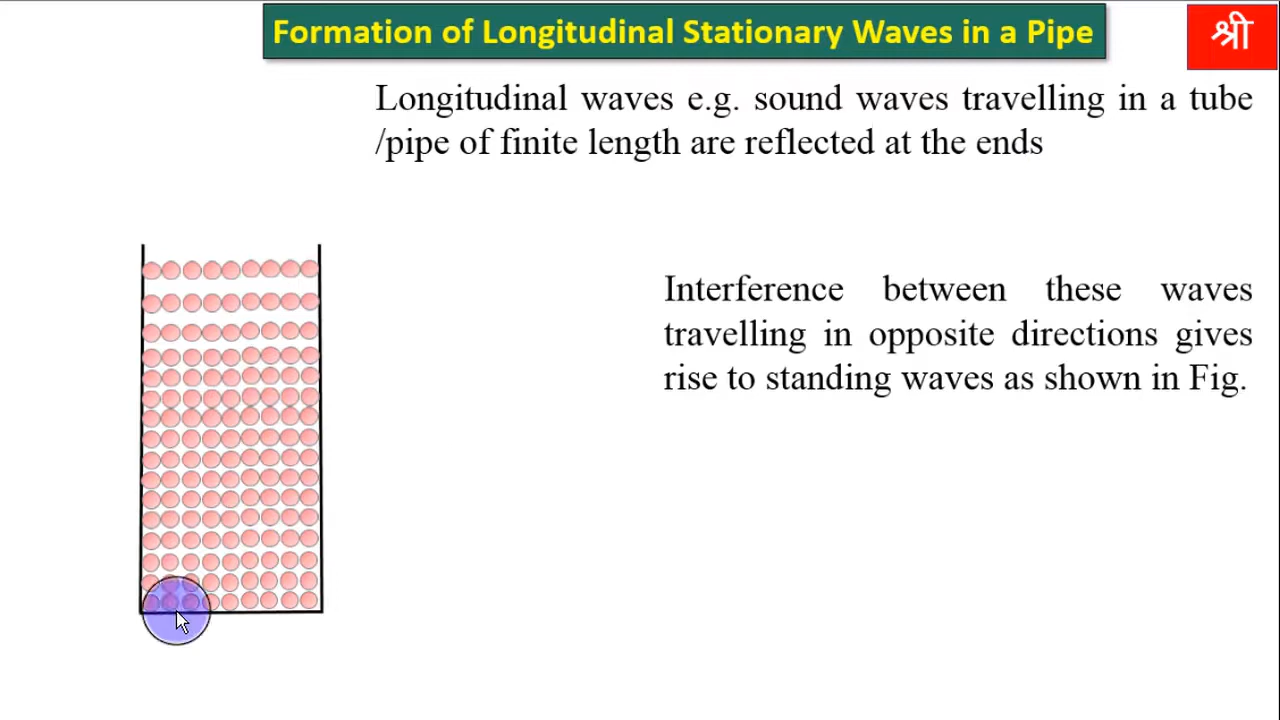 Formation of Longitudinal Stationary Waves in a Pipe
श्री
Longitudinal waves e.g. sound waves travelling in a tube
/pipe of finite length are reflected at the ends
Interference between these waves
travelling in opposite directions gives
rise to standing waves as shown in Fig.